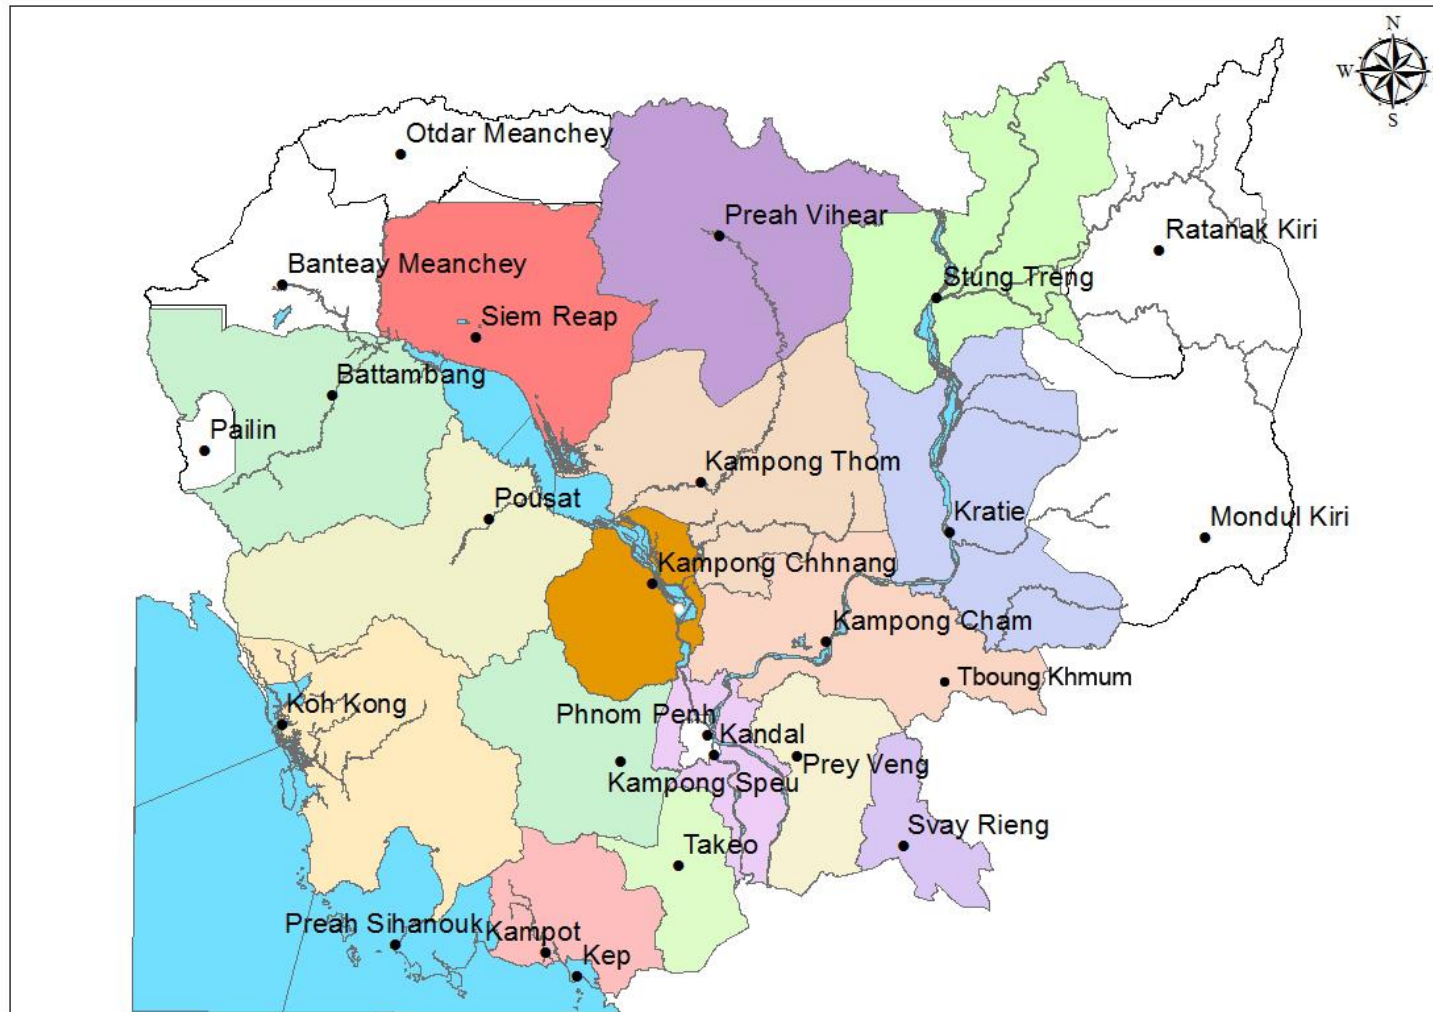 N
W
S
Otdar Meanchey
Preah Vihear
Ratanak Kiri
Banteay Meanchey
Stung Treng
Siem Reap
Battambang
Pailin
Kampong Thom
Pousat
Kratie
Mondul Kiri
Kampong Chhnang
Kampong Cham
Tboung Khmum
Koh Kong
Phnom Penh
Kandal
Prey Veng
Kampong Speu
Svay Rieng
Takeo
Preah Sihanouk
Kampot
Kep